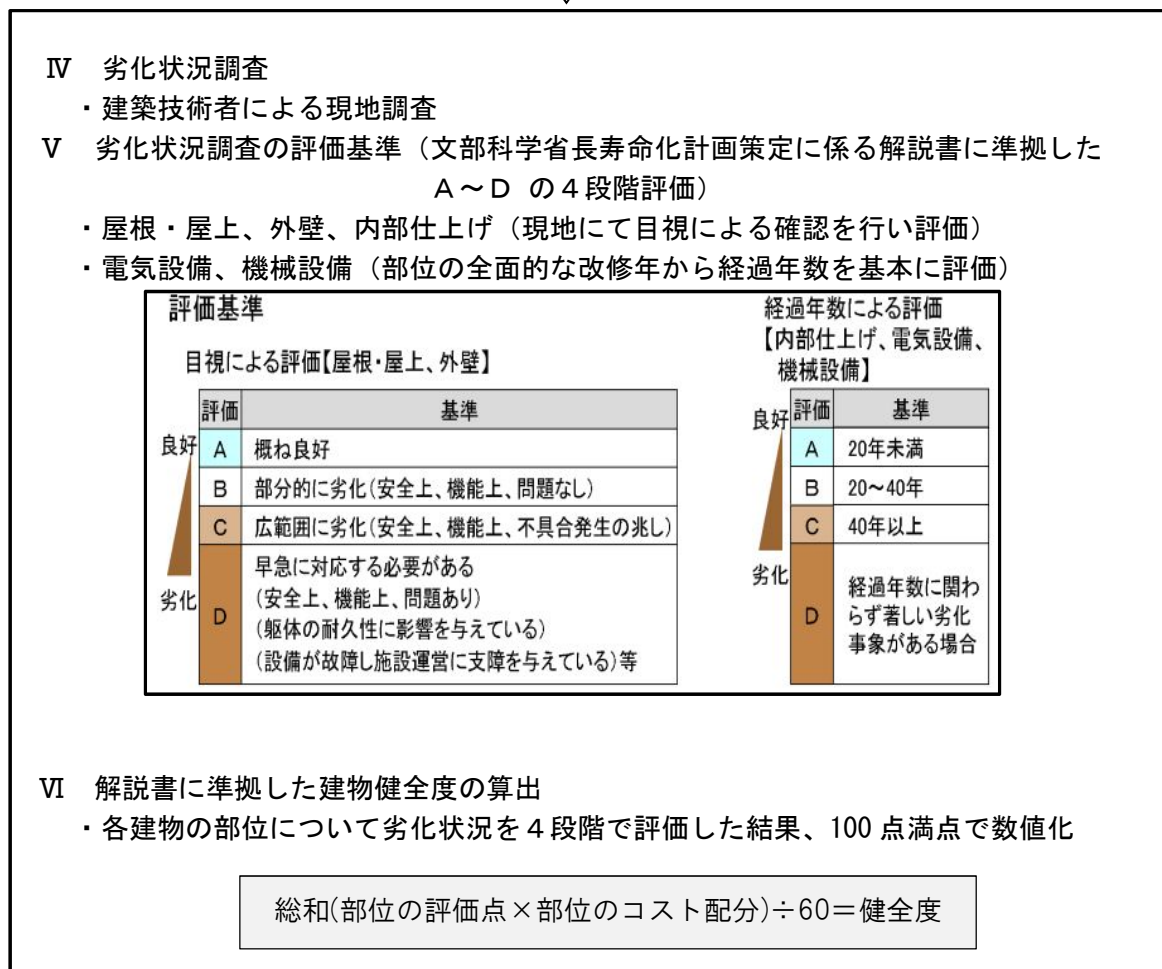 Ⅳ 劣化状況調査
・建築技術者による現地調査
Ⅴ 劣化状況調査の評価基準（文部科学省長寿命化計画策定に係る解説書に準拠した
Ａ～Ｄ の４段階評価）
・屋根・屋上、外壁、内部仕上げ（現地にて目視による確認を行い評価）
・電気設備、機械設備（部位の全面的な改修年から経過年数を基本に評価）
評価基準
目視による評価【屋根・屋上、外壁】
評価 基準
良好
A 概ね良好
B 部分的に劣化（安全上、機能上、問題なし）
C 広範囲に劣化（安全上、機能上、不具合発生の兆し）
劣化
D 早急に対応する必要がある
（安全上、機能上、問題あり）
（躯体の耐久性に影響を与えている）
（設備が故障し施設運営に支障を与えている）等
経過年数による評価
【内部仕上げ、電気設備、
機械設備】
評価 基準
良好
A 20年未満
B 20～40年
C 40年以上
劣化
D 経過年数に関わ
らず著しい劣化
事象がある場合
Ⅵ 解説書に準拠した建物健全度の算出
・各建物の部位について劣化状況を４段階で評価した結果、100 点満点で数値化
総和(部位の評価点×部位のコスト配分)÷60＝健全度